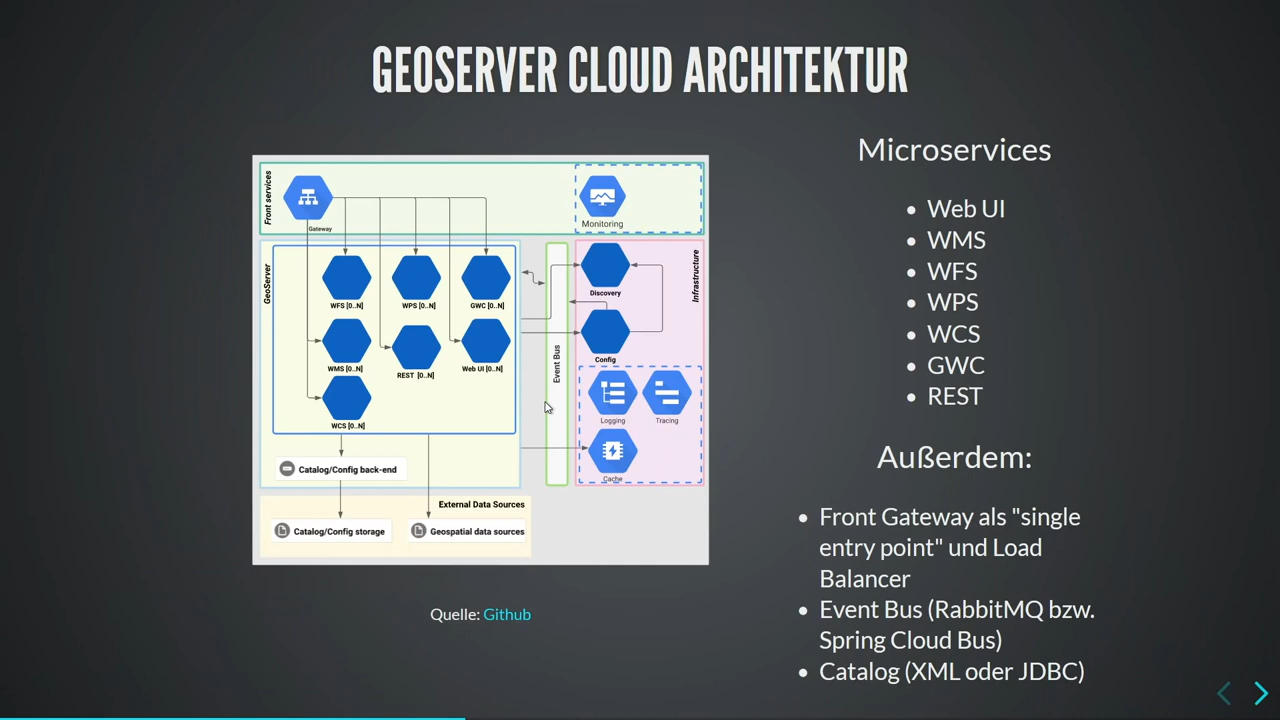 GEOSERVER CLOUD ARCHITEKTUR
Front services
Gateway
Monitoring
GeoServer
WFS [0..N]
WPS [0..N]
GWC [0..N]
WMS [0..N]
REST [0..N]
Web UI [0..N]
WCS [0..N]
Catalog/Config back-end
Event Bus
Infrastructure
Discovery
Config
Logging
Tracing
Cache
External Data Sources
Catalog/Config storage
Geospatial data sources
Quelle: Github
Microservices
Web UI
WMS
WFS
WPS
WCS
GWC
REST
Außerdem:
Front Gateway als "single
entry point" und Load
Balancer
Event Bus (RabbitMQ bzw.
Spring Cloud Bus)
Catalog (XML oder JDBC)